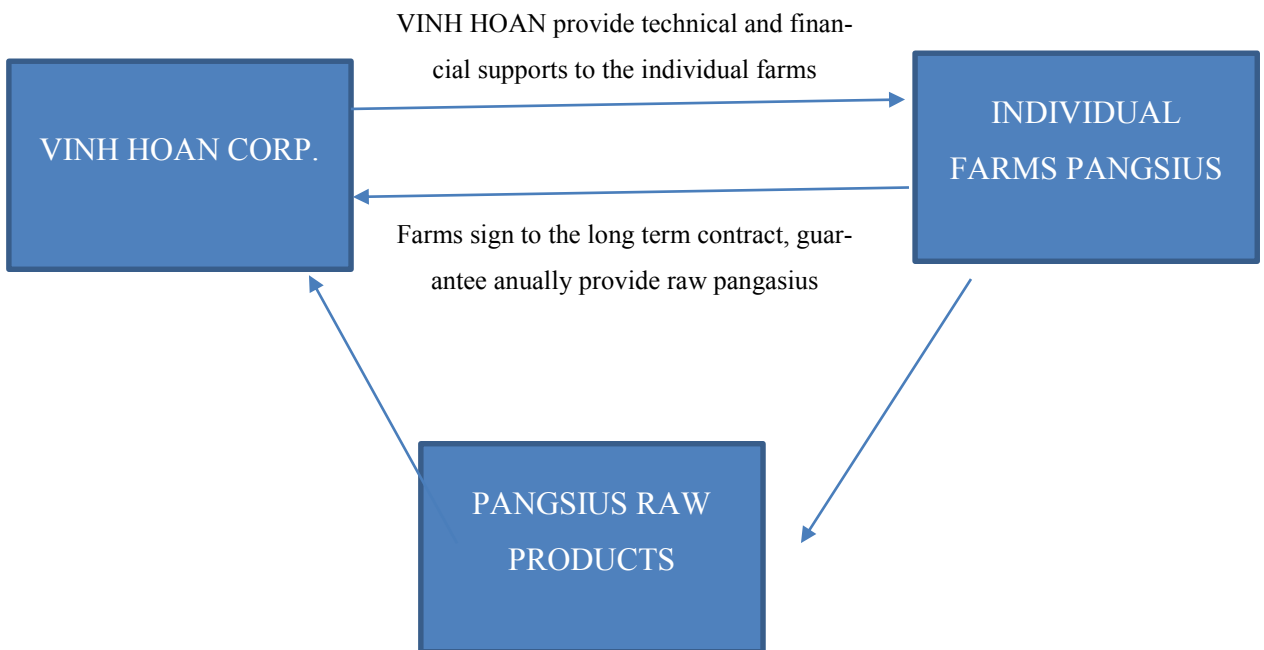 VINH HOAN provide technical and finan-
cial supports to the individual farms
VINH HOAN CORP.
INDIVIDUAL
FARMS PANGSIUS
Farms sign to the long term contract, guar-
antee anually provide raw pangasius
PANGSIUS RAW
PRODUCTS